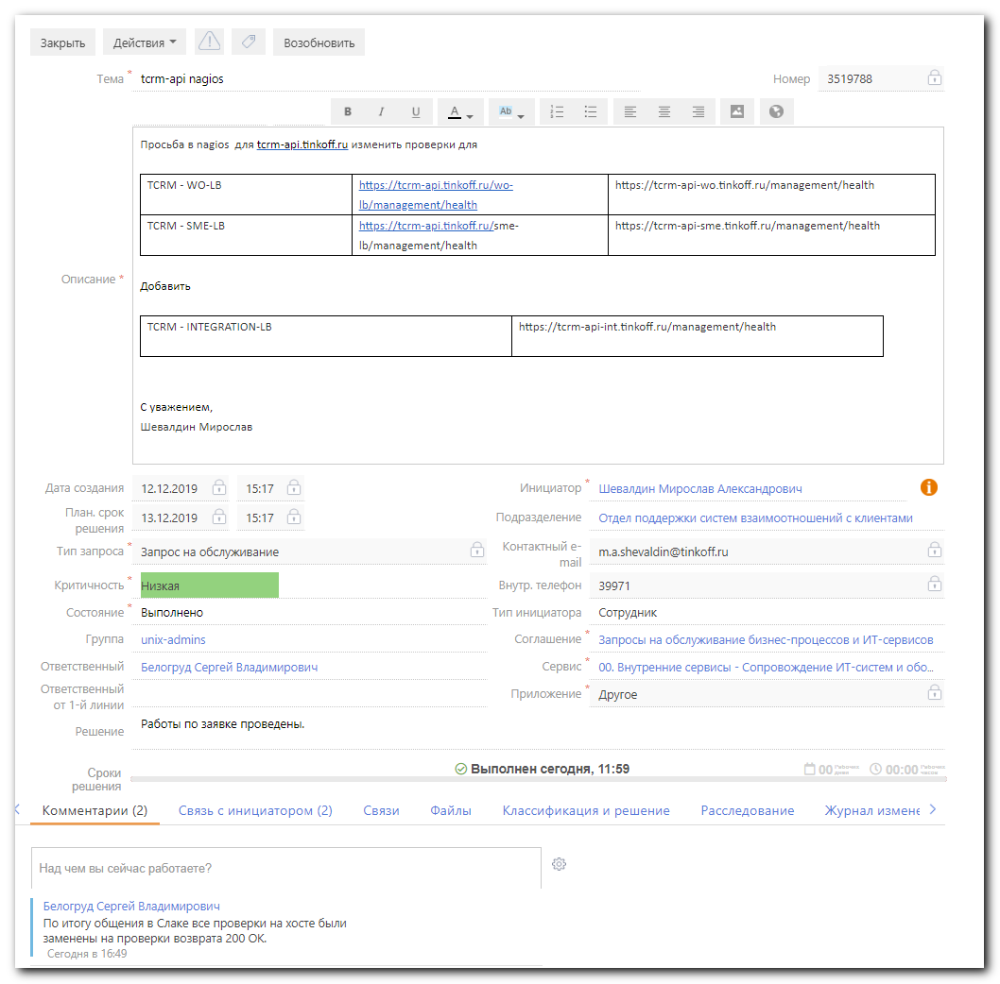 Закрыть Действия Возобновить
Тема * tcrm-api nagios Номер 3519788
B I U A Ab
Просьба в nagios для tcrm-api.tinkoff.ru изменить проверки для
TCRM - WO-LB https://tcrm-api.tinkoff.ru/wo- https://tcrm-api-wo.tinkoff.ru/management/health
lb/management/health
TCRM - SME-LB https://tcrm-api.tinkoff.ru/sme- https://tcrm-api-sme.tinkoff.ru/management/health
lb/management/health
Описание *
Добавить
TCRM - INTEGRATION-LB https://tcrm-api-int.tinkoff.ru/management/health
С уважением,
Шевалдин Мирослав
Дата создания 12.12.2019 15:17 Инициатор * Шевалдин Мирослав Александрович
План. срок
решения 13.12.2019 15:17 Подразделение Отдел поддержки систем взаимоотношений с клиентами
Тип запроса * Запрос на обслуживание Контактный e-
mail m.a.shevaldin@tinkoff.ru
Критичность * Низкая Внутр. телефон 39971
Состояние * Выполнено Тип инициатора Сотрудник
Группа unix-admins Соглашение * Запросы на обслуживание бизнес-процессов и ИТ-сервисов
Ответственный Белогруд Сергей Владимирович Сервис * 00. Внутренние сервисы - Сопровождение ИТ-систем и обо...
Ответственный
от 1-й линии Приложение * Другое
Решение Работы по заявке проведены.
Сроки
решения Выполнен сегодня, 11:59 00 Рабочих дней 00:00 Рабочих часов
Комментарии (2) Связь с инициатором (2) Связи Файлы Классификация и решение Расследование Журнал измене
Над чем вы сейчас работаете?
Белогруд Сергей Владимирович
По итогу общения в Слаке все проверки на хосте были
заменены на проверки возврата 200 ОК.
Сегодня в 16:49